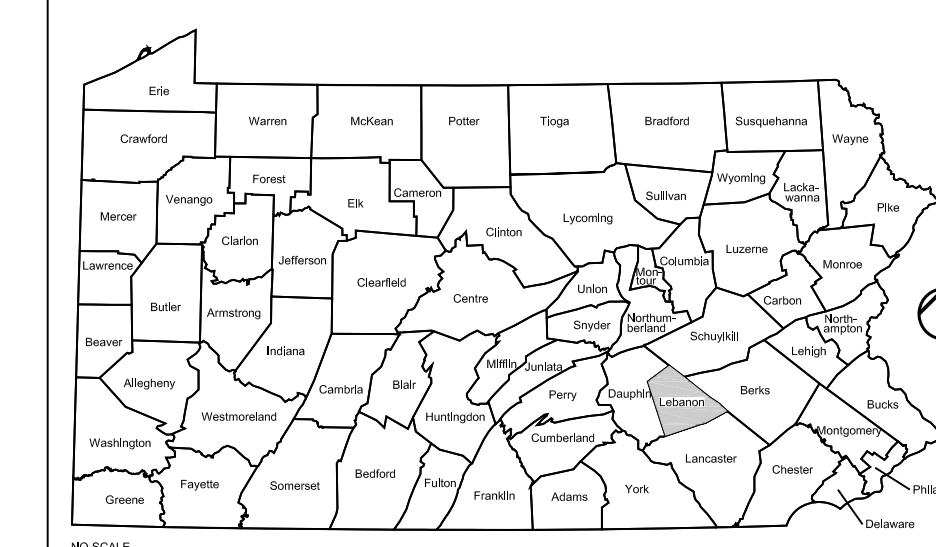 Erie
Warren
McKean
Potter
Tioga
Bradford
Susquehanna
Wayne
Crawford
Forest
Venango
Elk
Cameron
Sullivan
Wyoming
Lacka-
wanna
Pike
Mercer
Clarion
Clinton
Lycoming
Luzerne
Lawrence
Jefferson
Clearfield
Centre
Union
Mon-
tour
Columbia
Monroe
Carbon
Butler
Armstrong
Snyder
Northum-
berland
Schuylkill
North-
ampton
Beaver
Indiana
Lehigh
Allegheny
Cambria
Blair
Mifflin
Juniata
Perry
Dauphin
Lebanon
Berks
Bucks
Westmoreland
Huntingdon
Cumberland
Montgomery
Washington
Lancaster
Chester
Greene
Fayette
Somerset
Bedford
Fulton
Franklin
Adams
York
Delaware
NO SCALE